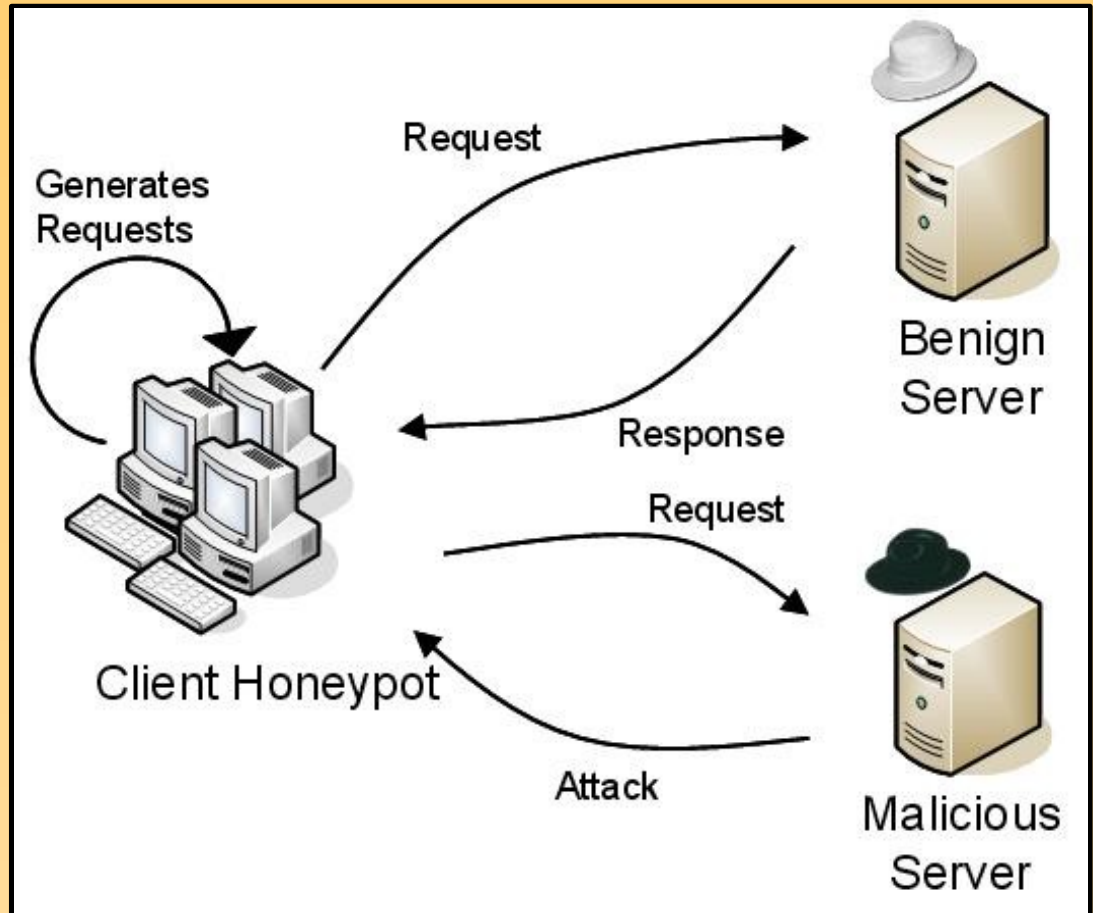 Request
Generates
Requests
Benign
Server
Response
Request
Client Honeypot
Attack
Malicious
Server